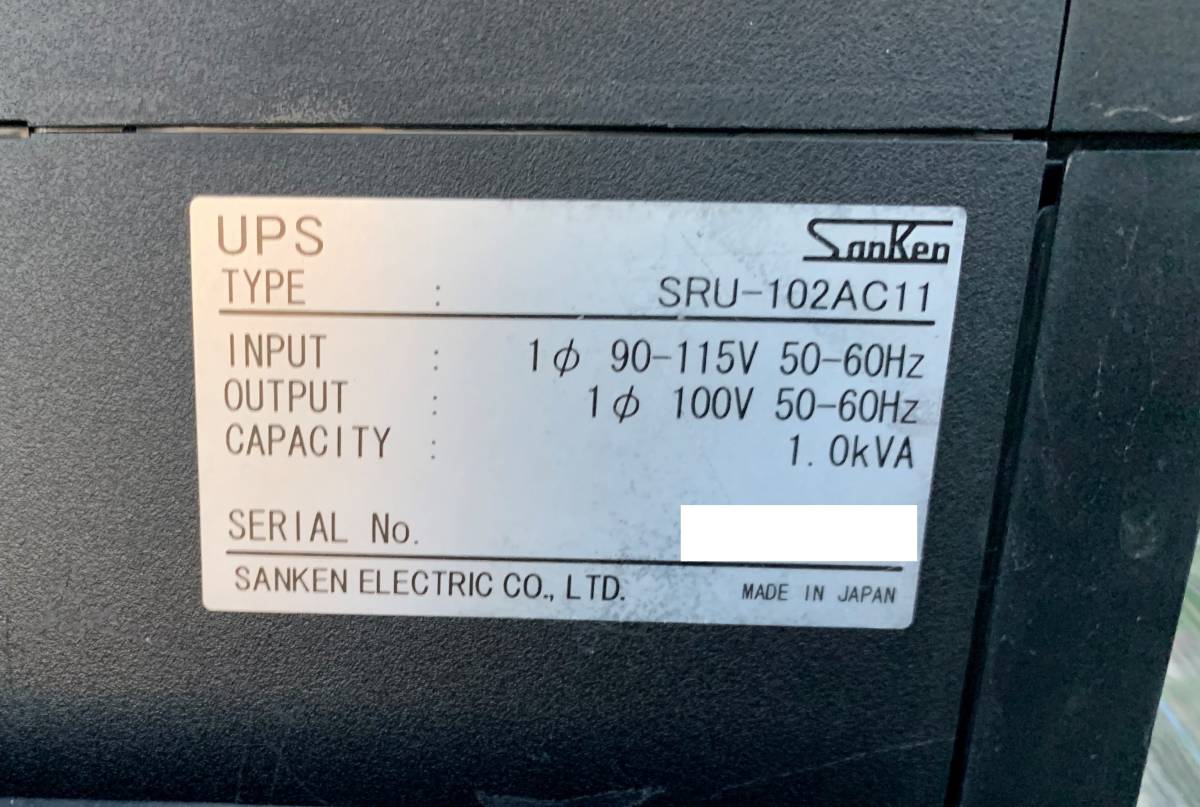 UPS
SanKen
TYPE : SRU-102AC11
INPUT : 1φ 90-115V 50-60Hz
OUTPUT : 1φ 100V 50-60Hz
CAPACITY : 1.0kVA
SERIAL No.
SANKEN ELECTRIC CO., LTD. MADE IN JAPAN